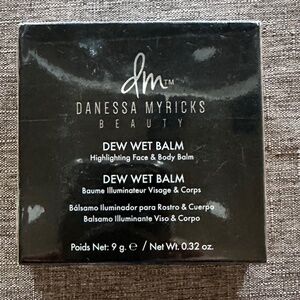 dm™
DANESSA MYRICKS
BEAUTY
DEW WET BALM
Highlighting Face & Body Balm
DEW WET BALM
Baume Illuminateur Visage & Corps
Bálsamo Iluminador para Rostro & Cuerpo
Balsamo Illuminante Viso & Corpo
Poids Net: 9 g. e / Net Wt. 0.32 oz.